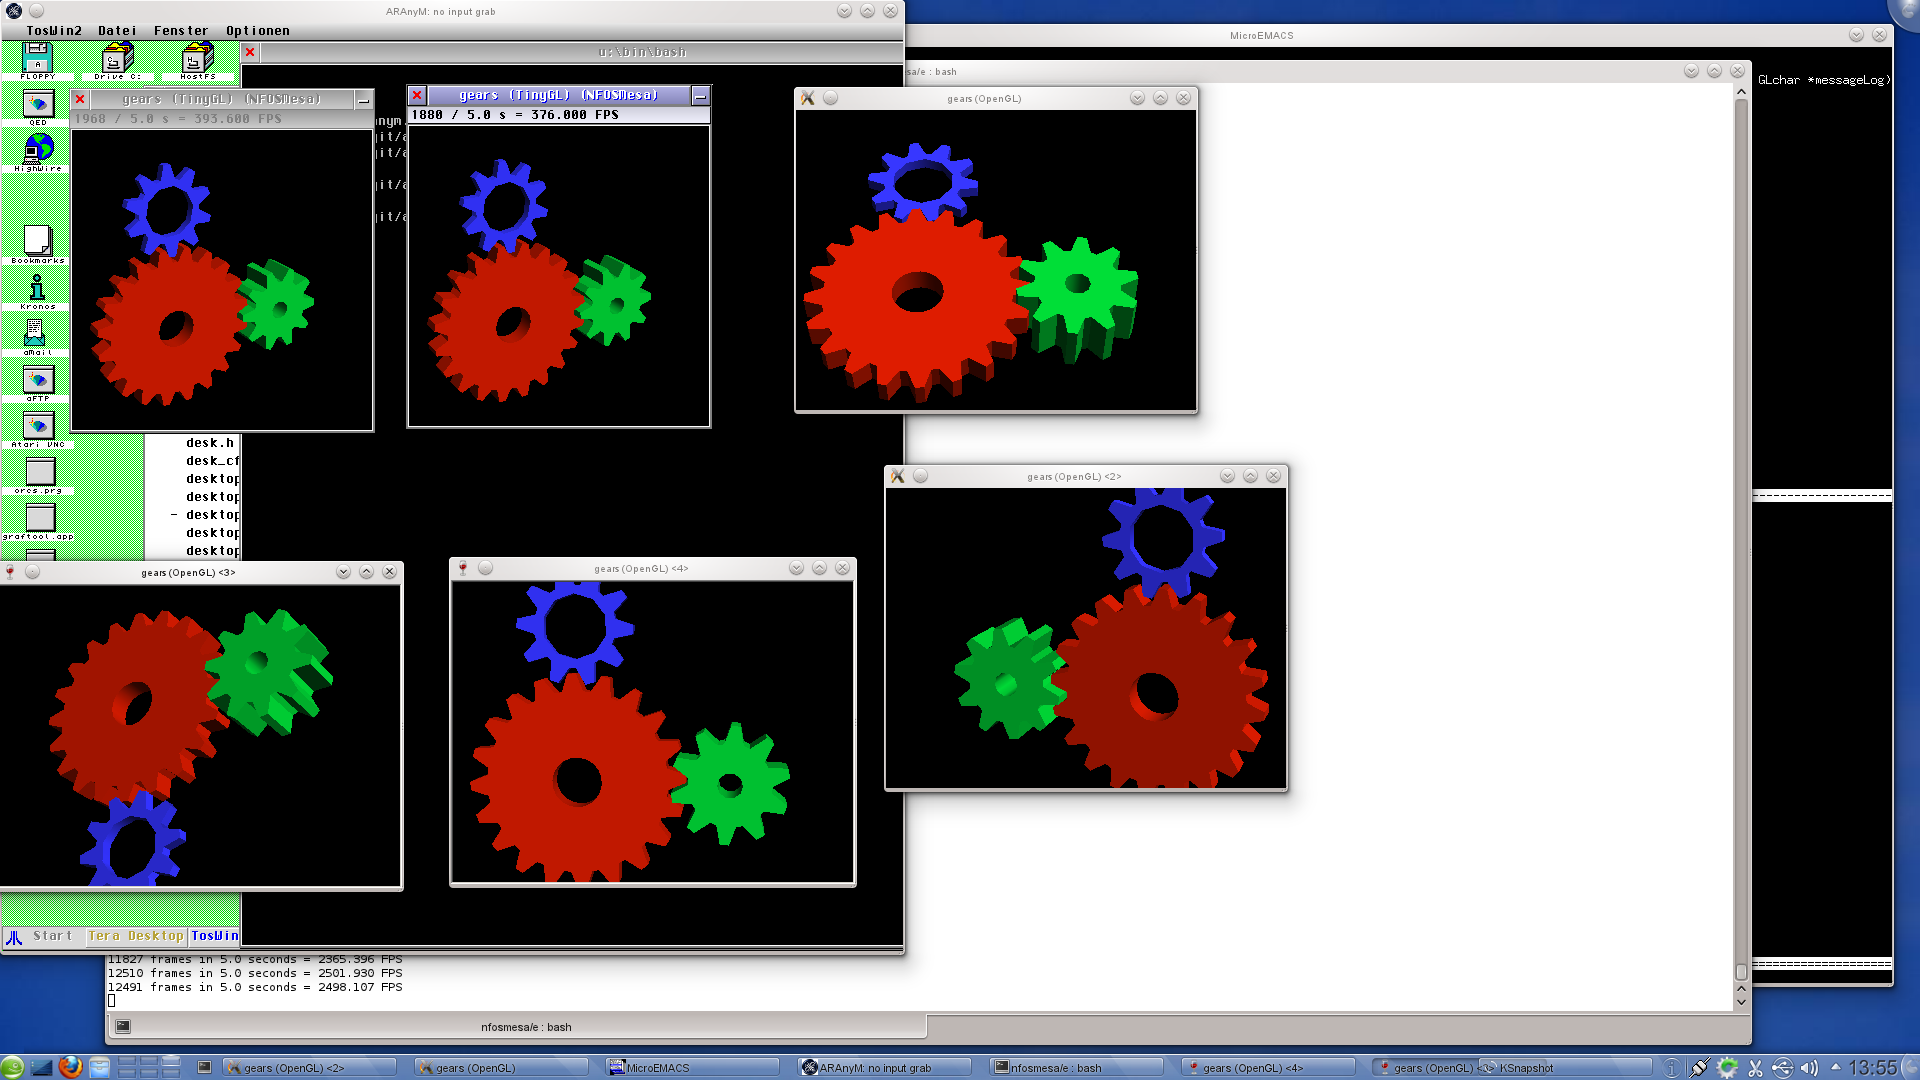 ARAnyM: no input grab
TosWin2 Datei Fenster Optionen
MicroEMACS
u:\bin\bash
sa/e : bash
GLchar *messageLog)
FLOPPY
Drive C:
HostFS
gears (TinyGL) (NFOSMesa)
1968 / 5.0 s = 393.600 FPS
gears (TinyGL) (NFOSMesa)
1880 / 5.0 s = 376.000 FPS
gears (OpenGL)
nym.
git/a
git/a
git/a
git/a
QED
HighWire
Bookmarks
Kronos
aMail
aFTP
Atari VNC
orcs.prg
graftool.app
desk.h
desk_cf
desktop
desktop
- desktop
desktop
desktop
gears (OpenGL) <2>
gears (OpenGL) <3>
gears (OpenGL) <4>
Start Tera Desktop TosWin
11827 frames in 5.0 seconds = 2365.396 FPS
12510 frames in 5.0 seconds = 2501.930 FPS
12491 frames in 5.0 seconds = 2498.107 FPS
nfosmesa/e : bash
gears (OpenGL) <2>
gears (OpenGL)
MicroEMACS
ARAnyM: no input grab
nfosmesa/e : bash
gears (OpenGL) <4>
gears (OpenGL) <3>
KSnapshot
13:55